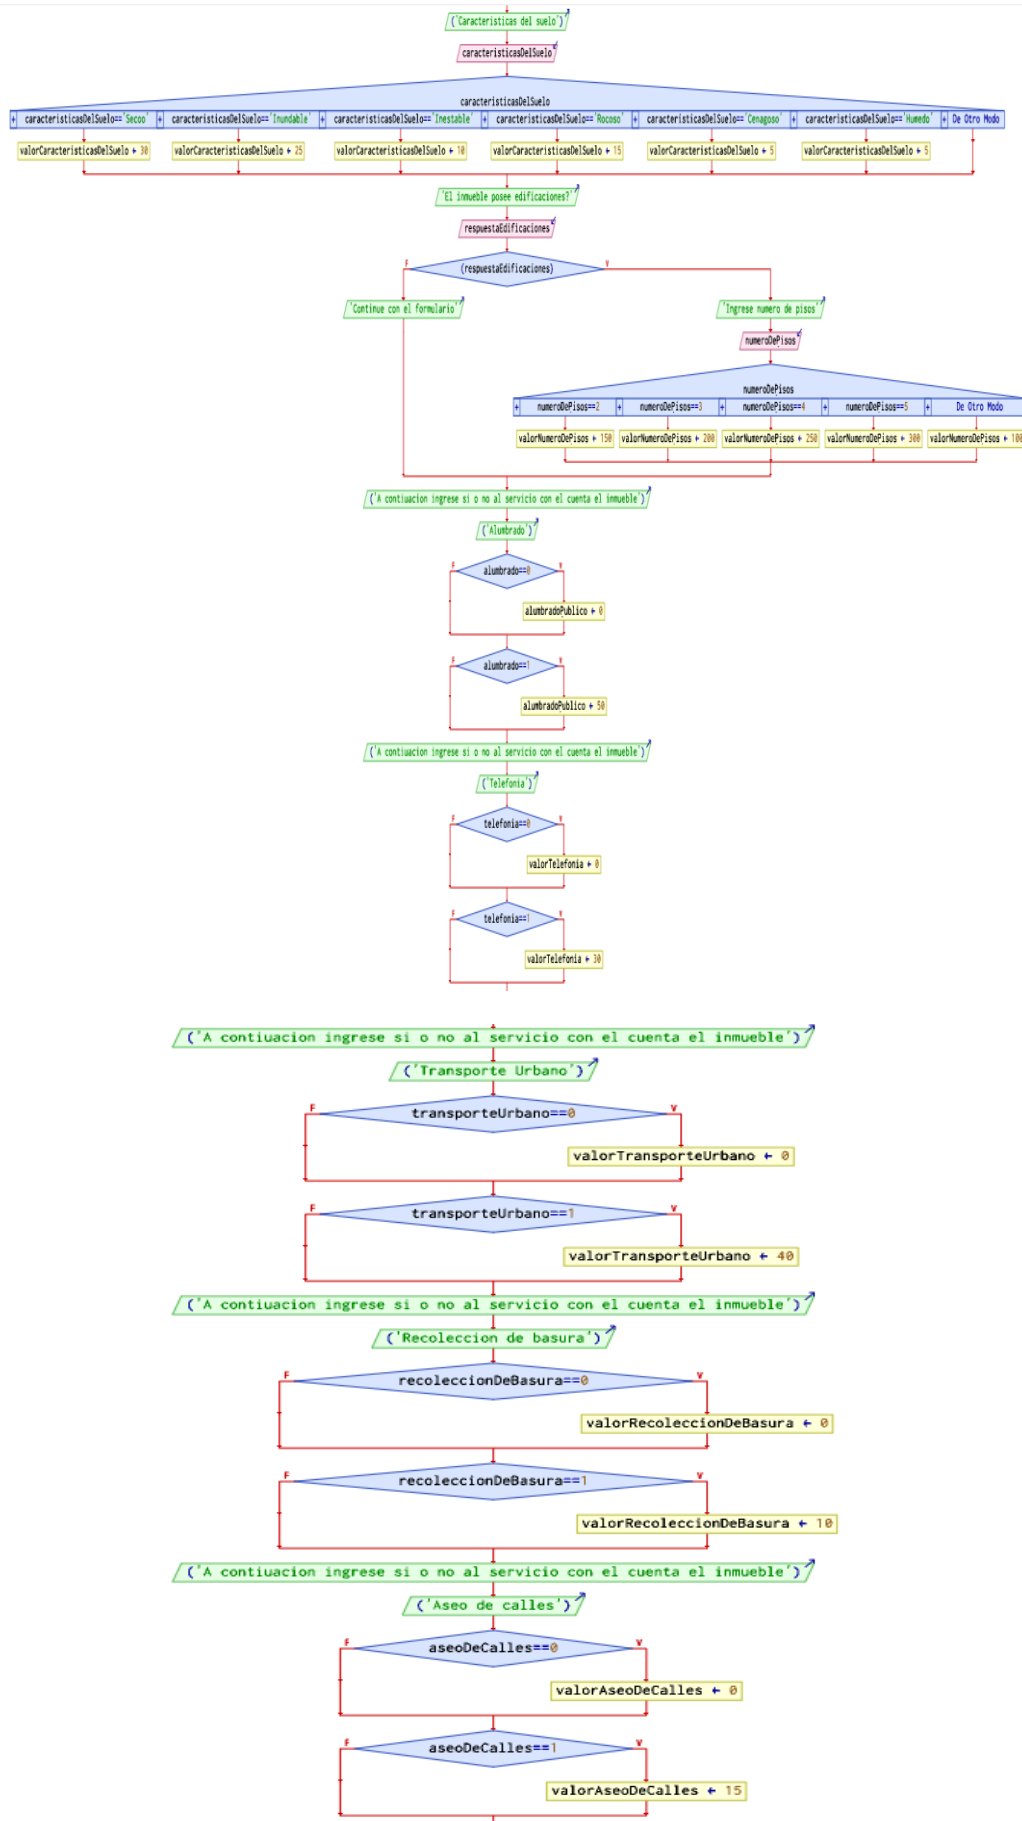 ('Caracteristicas del suelo')
caracteristicasDelSuelo
caracteristicasDelSuelo
caracteristicasDelSuelo=='Secoo' caracteristicasDelSuelo=='Inundable' caracteristicasDelSuelo=='Inestable' caracteristicasDelSuelo=='Rocoso' caracteristicasDelSuelo=='Cenagoso' caracteristicasDelSuelo=='Humedo' De Otro Modo
valorCaracteristicasDelSuelo ← 30 valorCaracteristicasDelSuelo ← 25 valorCaracteristicasDelSuelo ← 10 valorCaracteristicasDelSuelo ← 15 valorCaracteristicasDelSuelo ← 5 valorCaracteristicasDelSuelo ← 5
'El inmueble posee edificaciones?'
respuestaEdificaciones
F (respuestaEdificaciones) V
'Continue con el formulario' 'Ingrese numero de pisos'
numeroDePisos
numeroDePisos
numeroDePisos==2 numeroDePisos==3 numeroDePisos==4 numeroDePisos==5 De Otro Modo
valorNumeroDePisos ← 150 valorNumeroDePisos ← 200 valorNumeroDePisos ← 250 valorNumeroDePisos ← 300 valorNumeroDePisos ← 100
('A contiuacion ingrese si o no al servicio con el cuenta el inmueble')
('Alumbrado')
F alumbrado==0 V
alumbradoPublico ← 0
F alumbrado==1 V
alumbradoPublico ← 50
('A contiuacion ingrese si o no al servicio con el cuenta el inmueble')
('Telefonia')
F telefonia==0 V
valorTelefonia ← 0
F telefonia==1 V
valorTelefonia ← 30
('A contiuacion ingrese si o no al servicio con el cuenta el inmueble')
('Transporte Urbano')
F transporteUrbano==0 V
valorTransporteUrbano ← 0
F transporteUrbano==1 V
valorTransporteUrbano ← 40
('A contiuacion ingrese si o no al servicio con el cuenta el inmueble')
('Recoleccion de basura')
F recoleccionDeBasura==0 V
valorRecoleccionDeBasura ← 0
F recoleccionDeBasura==1 V
valorRecoleccionDeBasura ← 10
('A contiuacion ingrese si o no al servicio con el cuenta el inmueble')
('Aseo de calles')
F aseoDeCalles==0 V
valorAseoDeCalles ← 0
F aseoDeCalles==1 V
valorAseoDeCalles ← 15